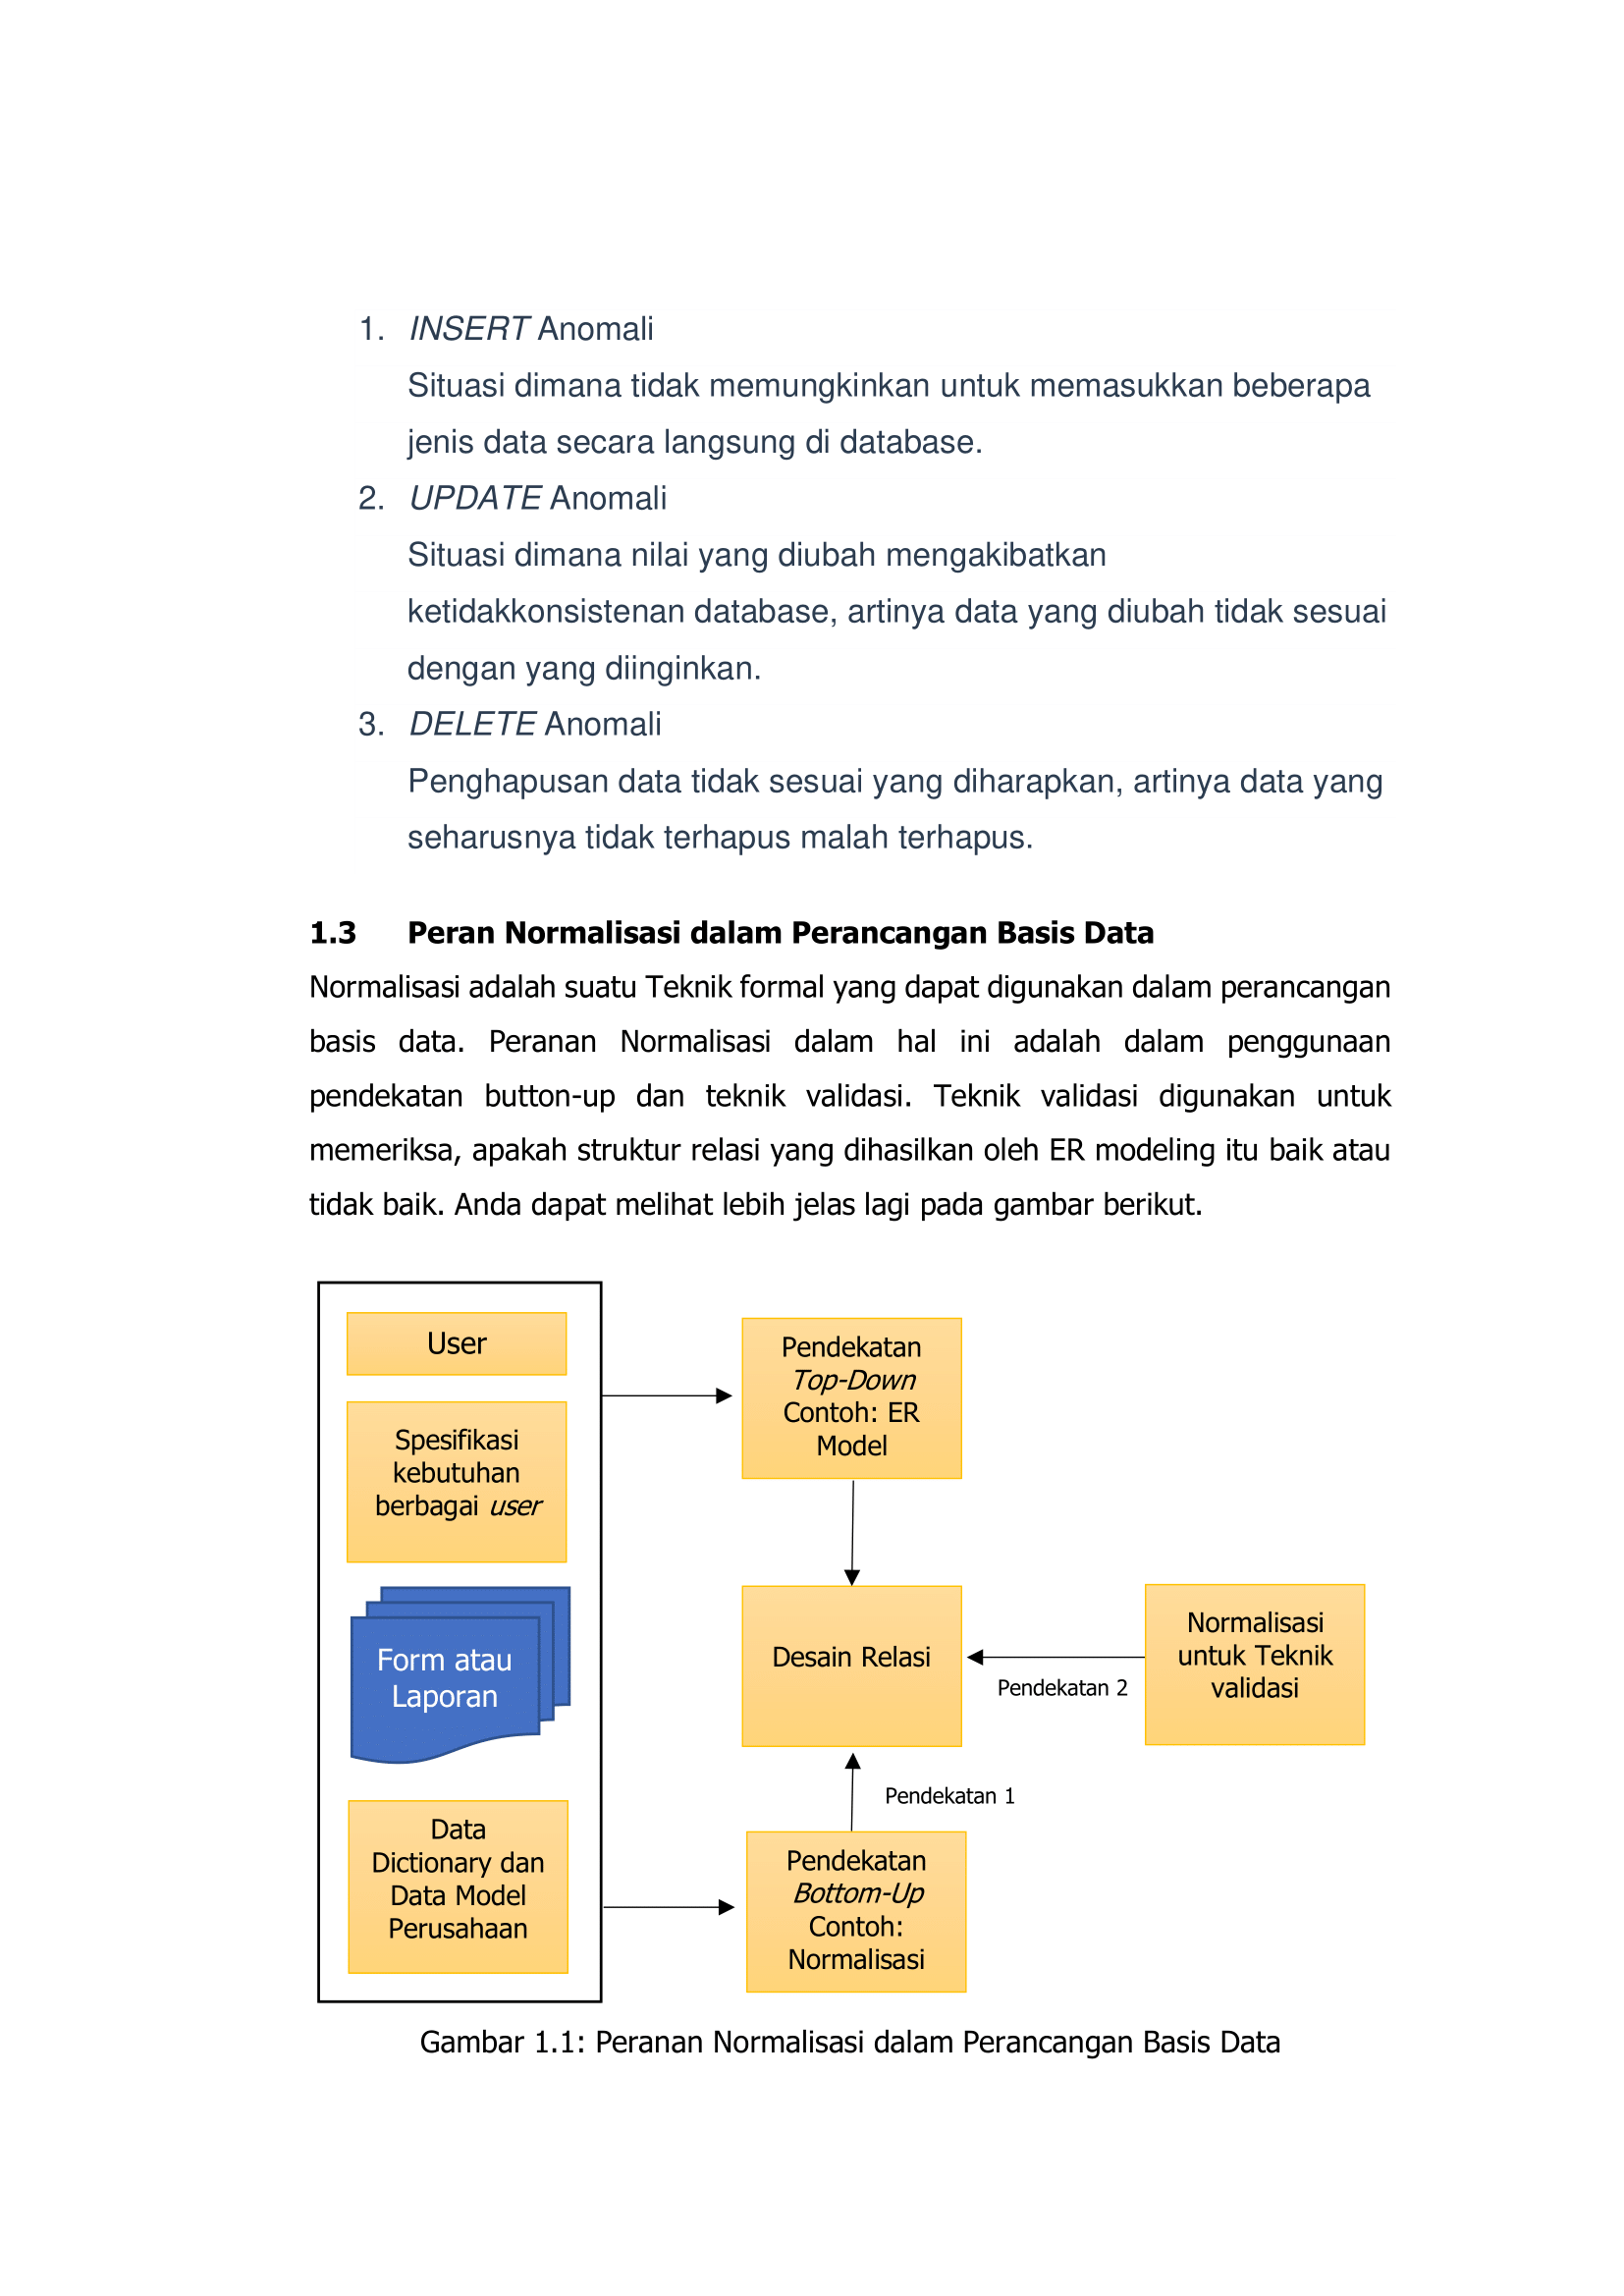 1. INSERT Anomali
Situasi dimana tidak memungkinkan untuk memasukkan beberapa
jenis data secara langsung di database.
2. UPDATE Anomali
Situasi dimana nilai yang diubah mengakibatkan
ketidakkonsistenan database, artinya data yang diubah tidak sesuai
dengan yang diinginkan.
3. DELETE Anomali
Penghapusan data tidak sesuai yang diharapkan, artinya data yang
seharusnya tidak terhapus malah terhapus.
1.3 Peran Normalisasi dalam Perancangan Basis Data
Normalisasi adalah suatu Teknik formal yang dapat digunakan dalam perancangan
basis data. Peranan Normalisasi dalam hal ini adalah dalam penggunaan
pendekatan button-up dan teknik validasi. Teknik validasi digunakan untuk
memeriksa, apakah struktur relasi yang dihasilkan oleh ER modeling itu baik atau
tidak baik. Anda dapat melihat lebih jelas lagi pada gambar berikut.
User
Spesifikasi
kebutuhan
berbagai user
Form atau
Laporan
Data
Dictionary dan
Data Model
Perusahaan
Pendekatan
Top-Down
Contoh: ER
Model
Desain Relasi
Normalisasi
untuk Teknik
validasi
Pendekatan 2
Pendekatan 1
Pendekatan
Bottom-Up
Contoh:
Normalisasi
Gambar 1.1: Peranan Normalisasi dalam Perancangan Basis Data